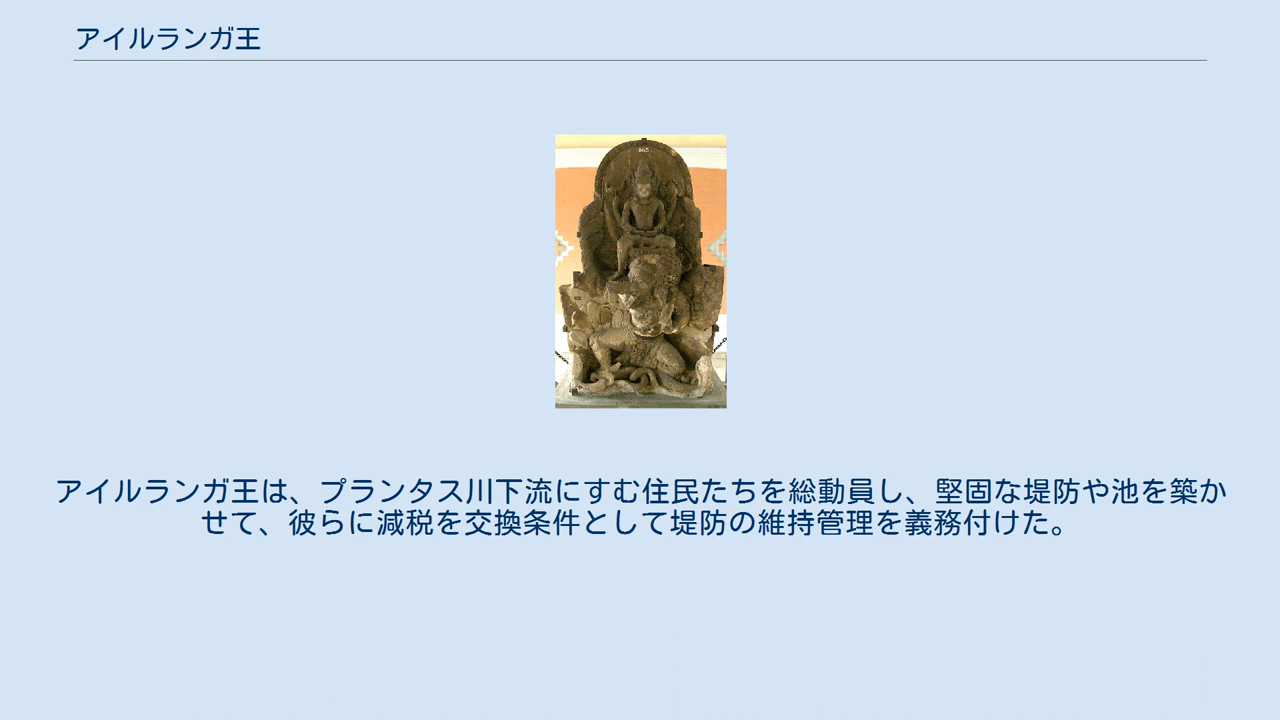 アイルランガ王
アイルランガ王は、ブランタス川下流にすむ住民たちを総動員し、堅固な堤防や池を築か
せて、彼らに減税を交換条件として堤防の維持管理を義務付けた。